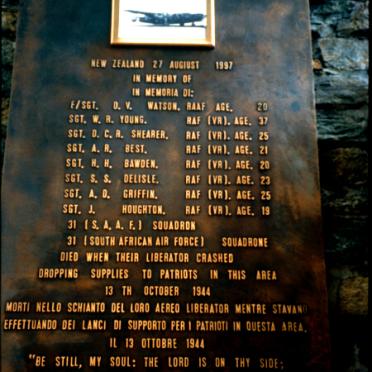 NEW ZEALAND 27 AUGUST 1997
IN MEMORY OF
IN MEMORIA DI:
F/SGT. D. V. WATSON. RAAF AGE. 20
SGT. W. R. YOUNG. RAF (VR). AGE. 37
SGT. D. C. R. SHEARER. RAF (VR). AGE. 25
SGT. A. R. BEST. RAF (VR). AGE. 21
SGT. H. H. BAWDEN. RAF (VR). AGE. 20
SGT. S. S. DELISLE. RAF (VR). AGE. 23
SGT. A. D. GRIFFIN. RAF (VR). AGE. 25
SGT. J. HOUGHTON. RAF (VR). AGE. 19
31 (S.A.A.F.) SQUADRON
31 (SOUTH AFRICAN AIR FORCE) SQUADRONE
DIED WHEN THEIR LIBERATOR CRASHED
DROPPING SUPPLIES TO PATRIOTS IN THIS AREA
13 TH OCTOBER 1944
MORTI NELLO SCHIANTO DEL LORO AEREO LIBERATOR MENTRE STAVANO
EFFETTUANDO DEI LANCI DI SUPPORTO PER I PATRIOTI IN QUESTA AREA.
IL 13 OTTOBRE 1944
"BE STILL, MY SOUL: THE LORD IS ON THY SIDE;